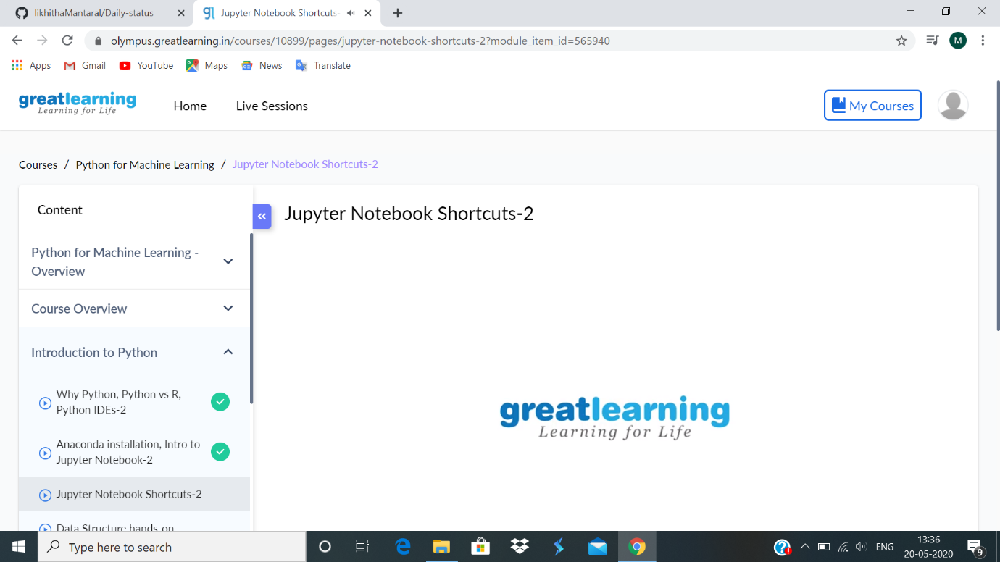 likhithaMantaral/Daily-status
Jupyter Notebook Shortcuts-
olympus.greatlearning.in/courses/10899/pages/jupyter-notebook-shortcuts-2?module_item_id=565940
M
Apps
Gmail
YouTube
Maps
News
Translate
greatlearning
Learning for Life
Home
Live Sessions
My Courses
Courses / Python for Machine Learning / Jupyter Notebook Shortcuts-2
Content
Jupyter Notebook Shortcuts-2
Python for Machine Learning -
Overview
Course Overview
Introduction to Python
Why Python, Python vs R,
Python IDEs-2
Anaconda installation, Intro to
Jupyter Notebook-2
Jupyter Notebook Shortcuts-2
Data Structure hands-on
greatlearning
Learning for Life
Type here to search
ENG
13:36
20-05-2020
9